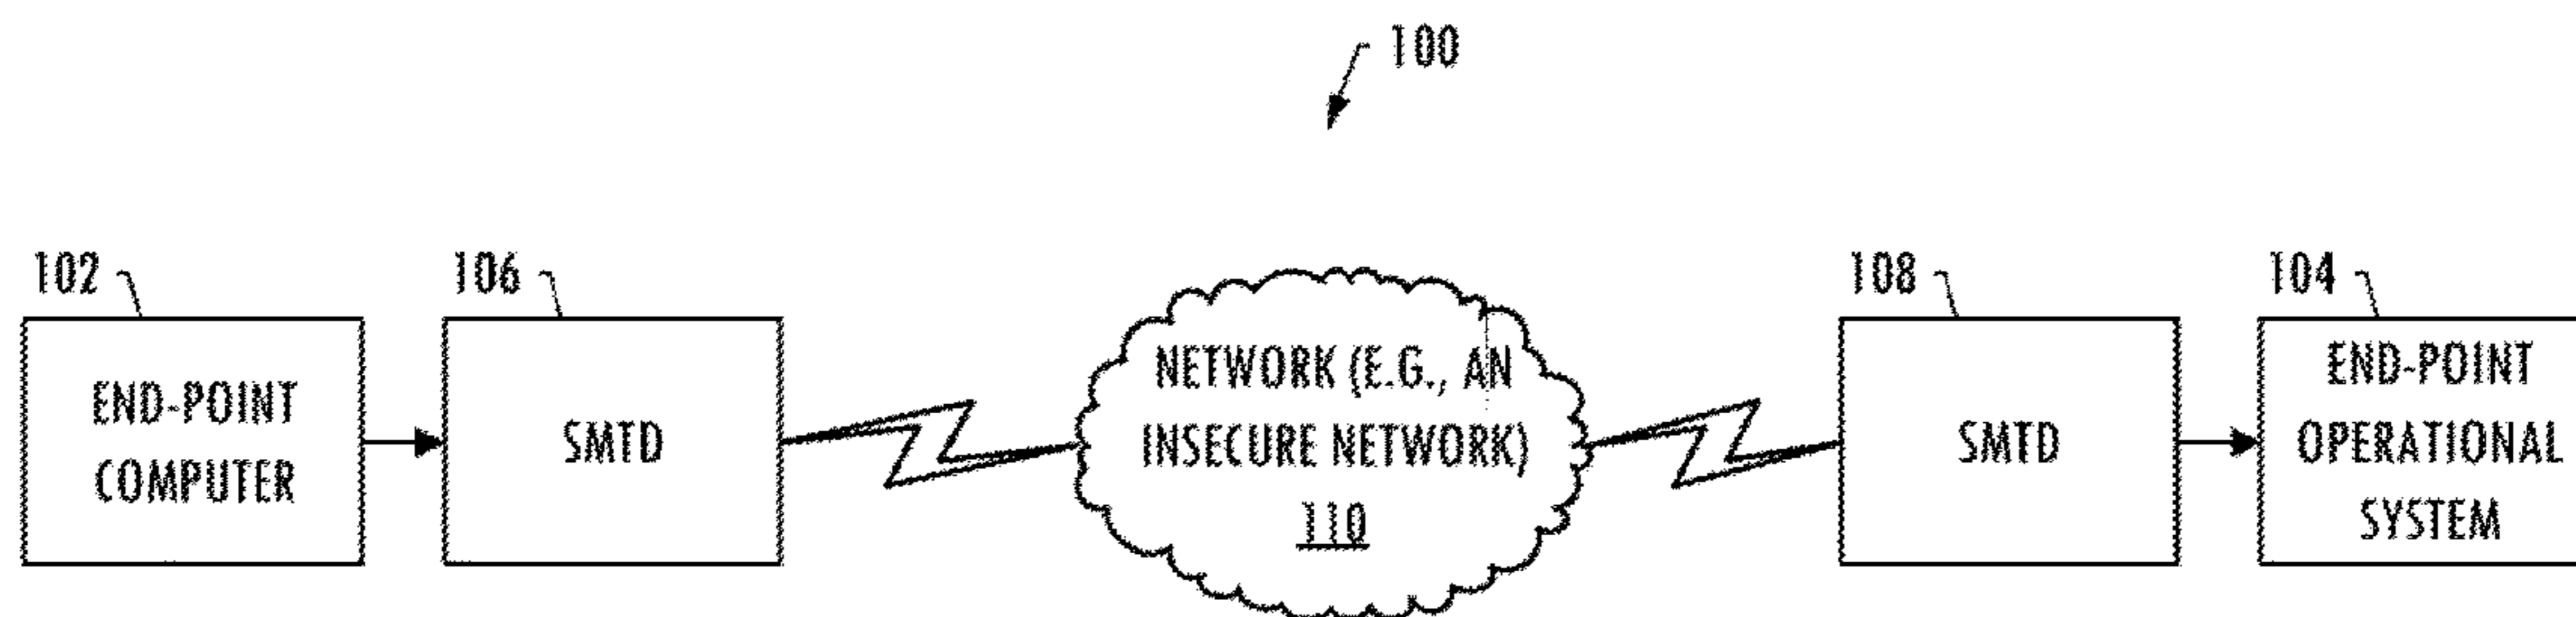 100
102
106
108
104
END-POINT
COMPUTER
SMTD
NETWORK (E.G., AN
INSECURE NETWORK)
110
SMTD
END-POINT
OPERATIONAL
SYSTEM